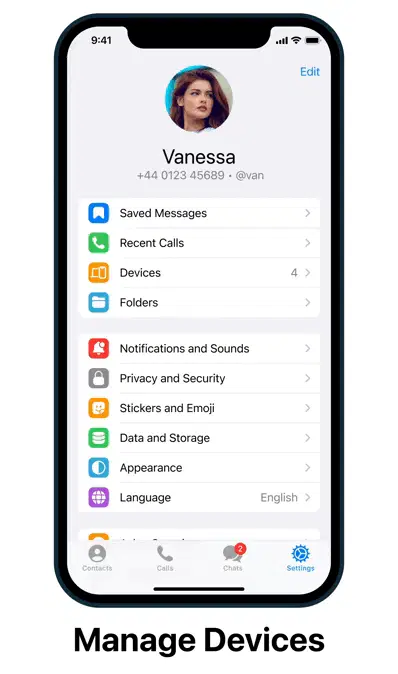 9:41
Edit
Vanessa
+44 0123 45689 • @van
Saved Messages
Recent Calls
Devices 4
Folders
Notifications and Sounds
Privacy and Security
Stickers and Emoji
Data and Storage
Appearance
Language English
2
Contacts Calls Chats Settings
Manage Devices